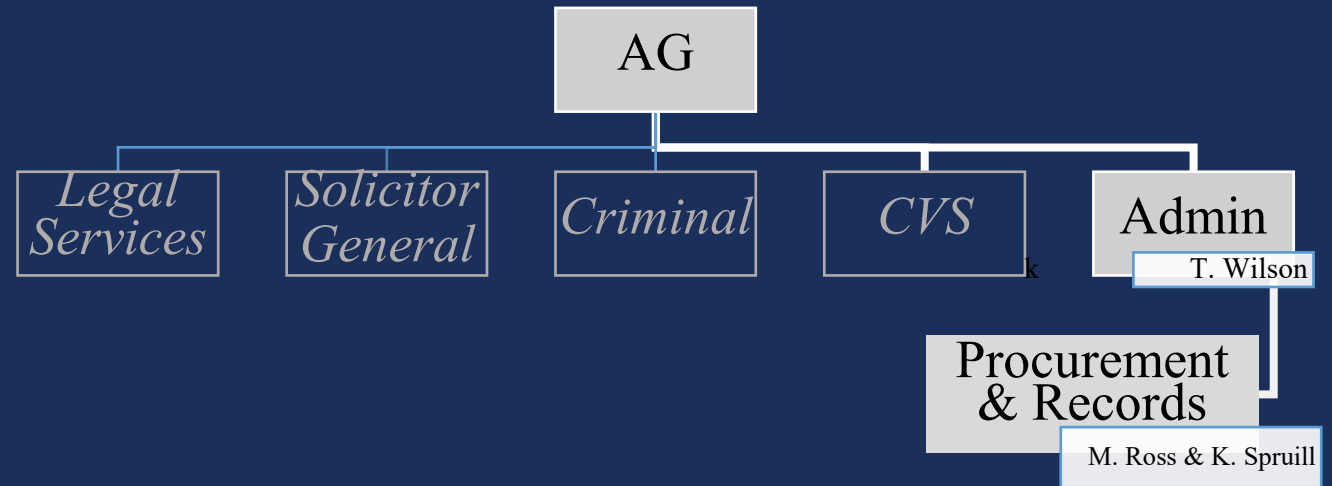 AG
Legal
Services
Solicitor
General
Criminal
CVS
k
Admin
T. Wilson
Procurement
& Records
M. Ross & K. Spruill